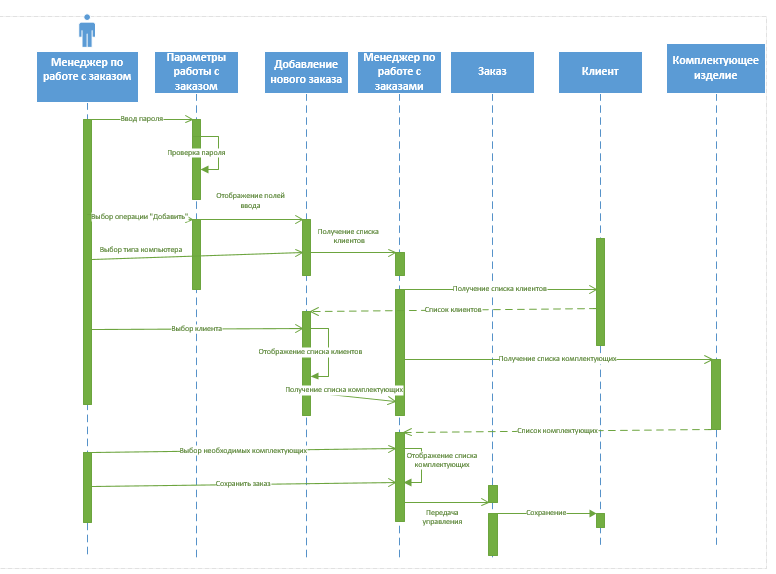 Менеджер по
работе с заказом
Параметры
работы с
заказом
Добавление
нового заказа
Менеджер по
работе с
заказами
Заказ
Клиент
Комплектующее
изделие
Ввод пароля
Проверка пароля
Отображение полей
ввода
Выбор операции "Добавить"
Получение списка
клиентов
Выбор типа компьютера
Получение списка клиентов
Список клиентов
Выбор клиента
Отображение списка клиентов
Получение списка комплектующих
Получение списка комплектующих
Список комплектующих
Выбор необходимых комплектующих
Отображение списка
комплектующих
Сохранить заказ
Передача
управления
Сохранение